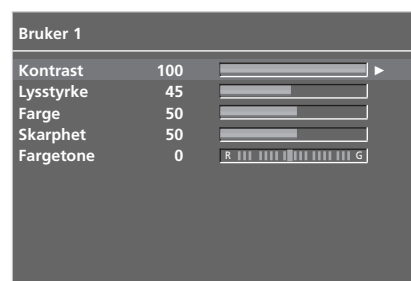 Bruker 1
Kontrast 100
Lysstyrke 45
Farge 50
Skarphet 50
Fargetone 0 R G